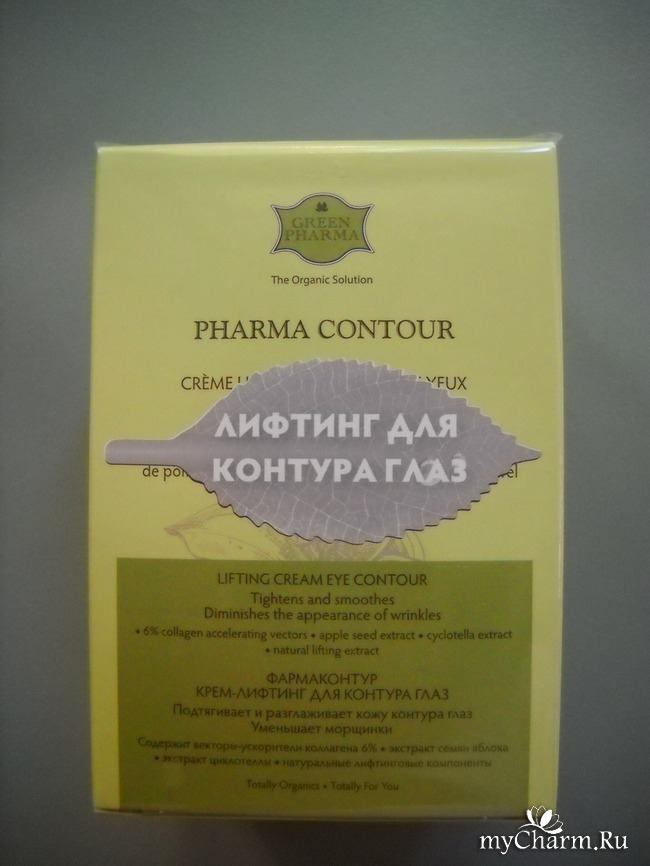 GREEN
PHARMA
The Organic Solution
PHARMA CONTOUR
CRÈME YEUX
ЛИФТИНГ ДЛЯ
КОНТУРА ГЛАЗ
de
LIFTING CREAM EYE CONTOUR
Tightens and smoothes
Diminishes the appearance of wrinkles
• 6% collagen accelerating vectors • apple seed extract • cyclotella extract
• natural lifting extract
ФАРМАКОНТУР
КРЕМ-ЛИФТИНГ ДЛЯ КОНТУРА ГЛАЗ
Подтягивает и разглаживает кожу контура глаз
Уменьшает морщинки
Содержит векторы-ускорители коллагена 6% • экстракт семян яблока
• экстракт циклотеллы • натуральные лифтинговые компоненты
Totally Organics • Totally For You
myCharm.Ru